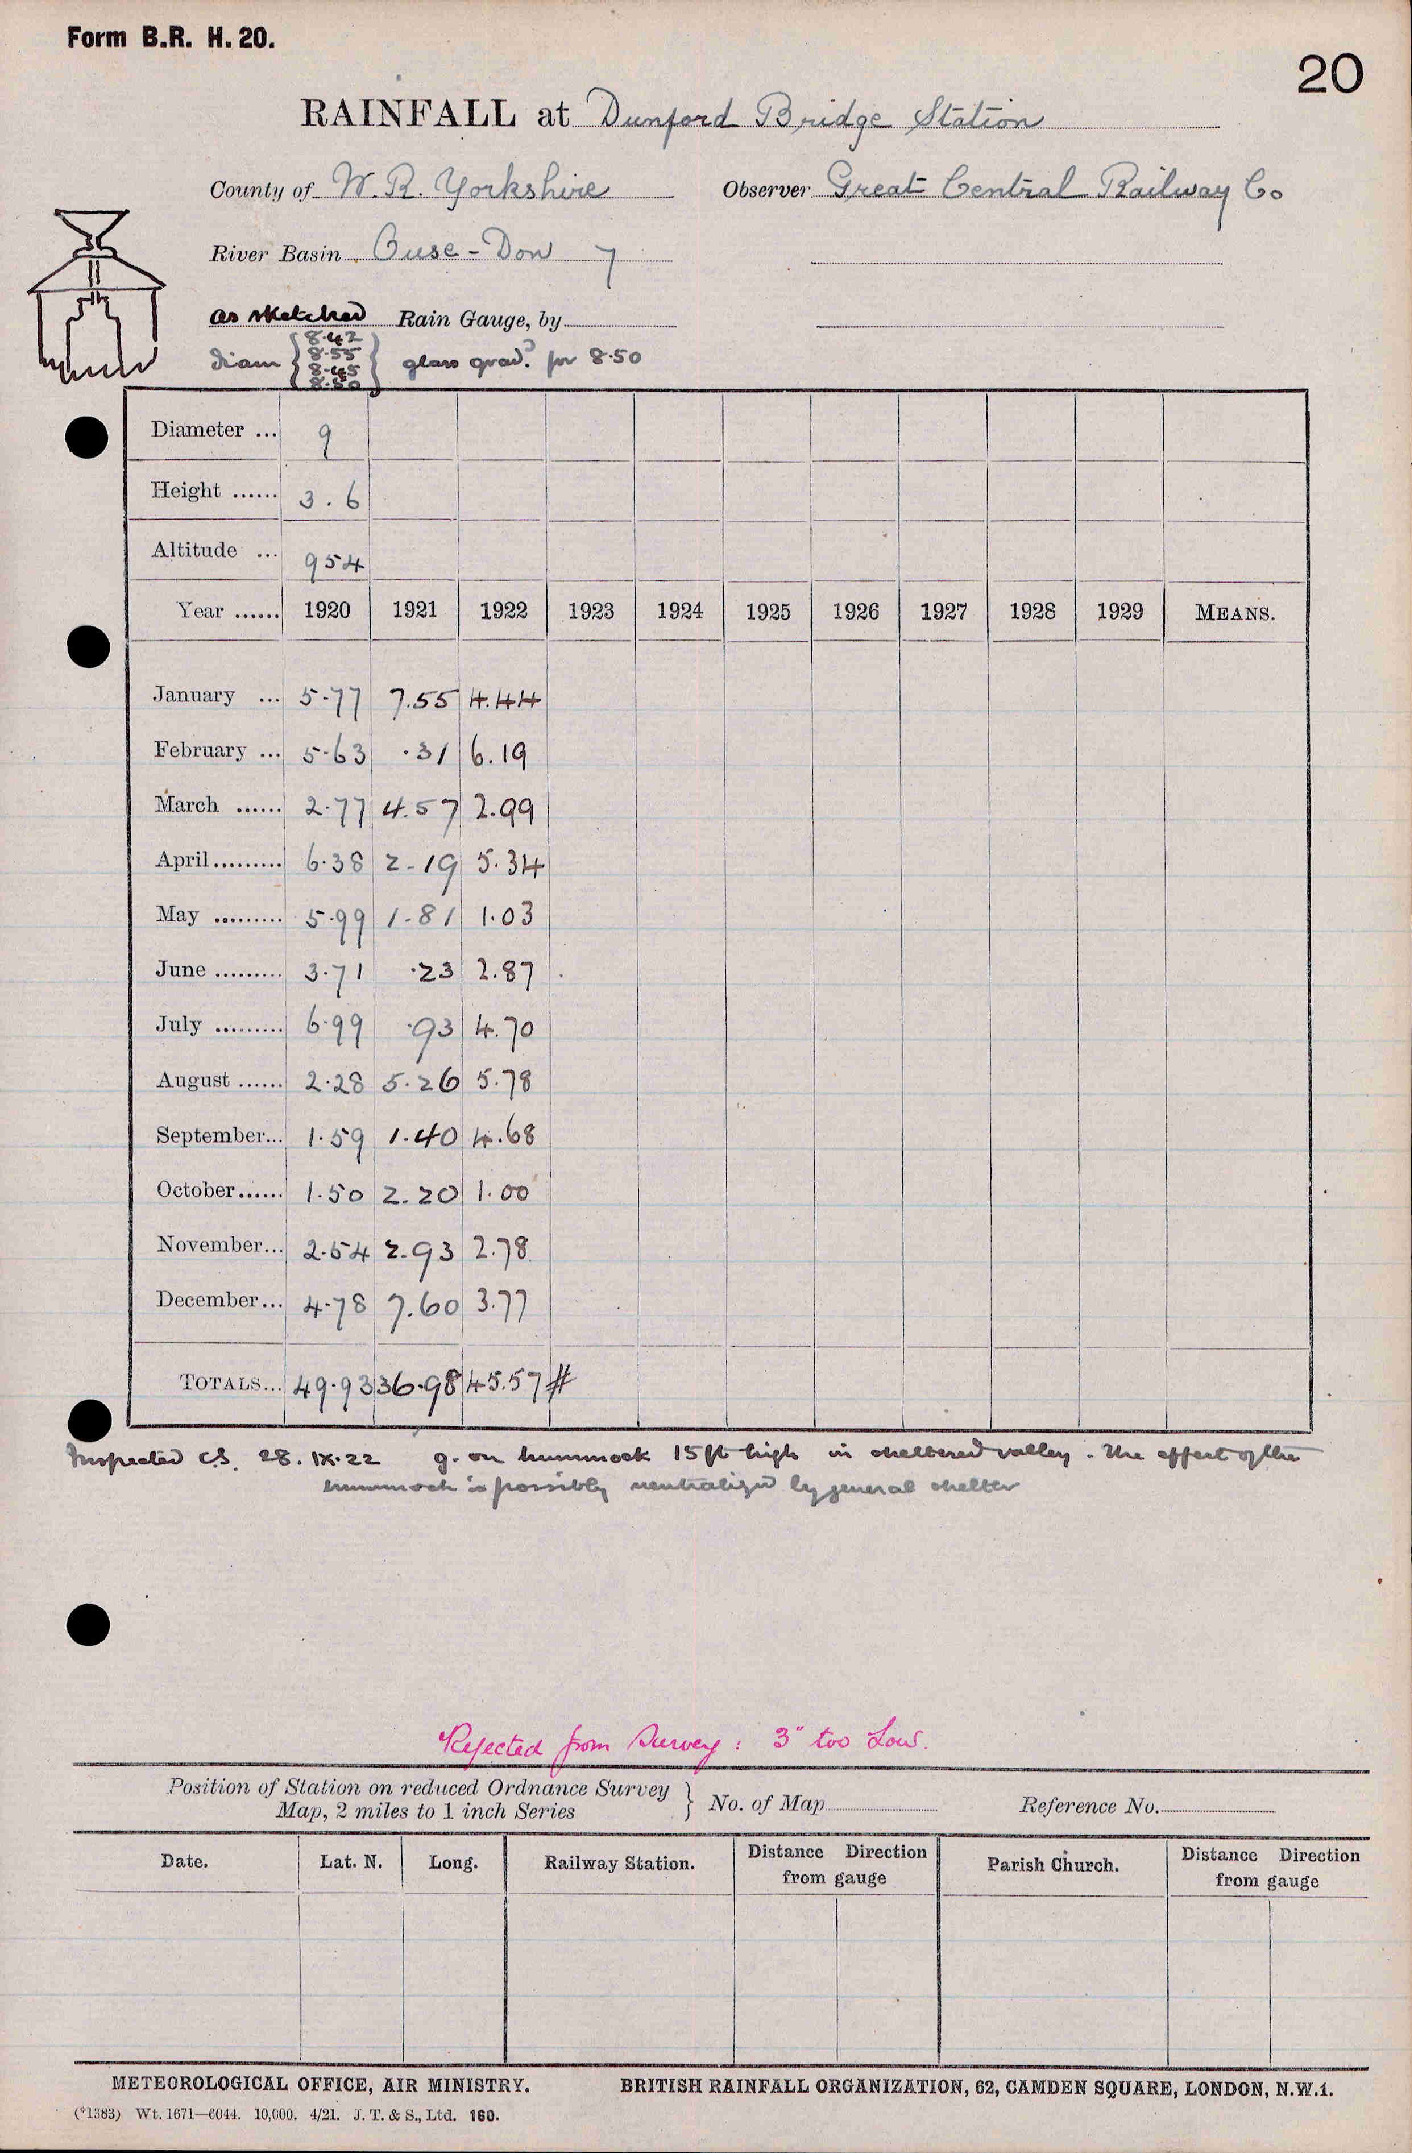 Form B.R. H. 20.
20
RAINFALL at Dunford Bridge Station
County of W. R. Yorkshire Observer Great Central Railway Co
River Basin Ouse - Don 7
as sketched Rain Gauge, by
diam { 8.42 8.55 8.45 8.50 } glass grad.d for 8.50
Diameter ... 9
Height ...... 3.6
Altitude ... 954
Year ...... 1920 1921 1922 1923 1924 1925 1926 1927 1928 1929 MEANS.
January ... 5.77 7.55 4.44
February ... 5.63 .31 6.19
March ...... 2.77 4.57 2.99
April ......... 6.38 2.19 5.34
May ......... 5.99 1.81 1.03
June ......... 3.71 .23 2.87
July ......... 6.99 .93 4.70
August ...... 2.28 5.26 5.78
September... 1.59 1.40 4.68
October...... 1.50 2.20 1.00
November... 2.54 2.93 2.78
December... 4.78 7.60 3.77
TOTALS... 49.93 36.98 45.57 #
Inspected C.S. 28.IX.22 g. on hummock 15ft high in sheltered valley. The effect of the
hummock is possibly neutralized by general shelter
Rejected from Survey: 3" too Low.
Position of Station on reduced Ordnance Survey
Map, 2 miles to 1 inch Series } No. of Map Reference No.
Date. Lat. N. Long. Railway Station. Distance Direction from gauge Parish Church. Distance Direction from gauge
METEOROLOGICAL OFFICE, AIR MINISTRY. BRITISH RAINFALL ORGANIZATION, 62, CAMDEN SQUARE, LONDON, N.W.1.
(*1383) Wt. 1671—6044. 10,000. 4/21. J. T. & S., Ltd. 160.